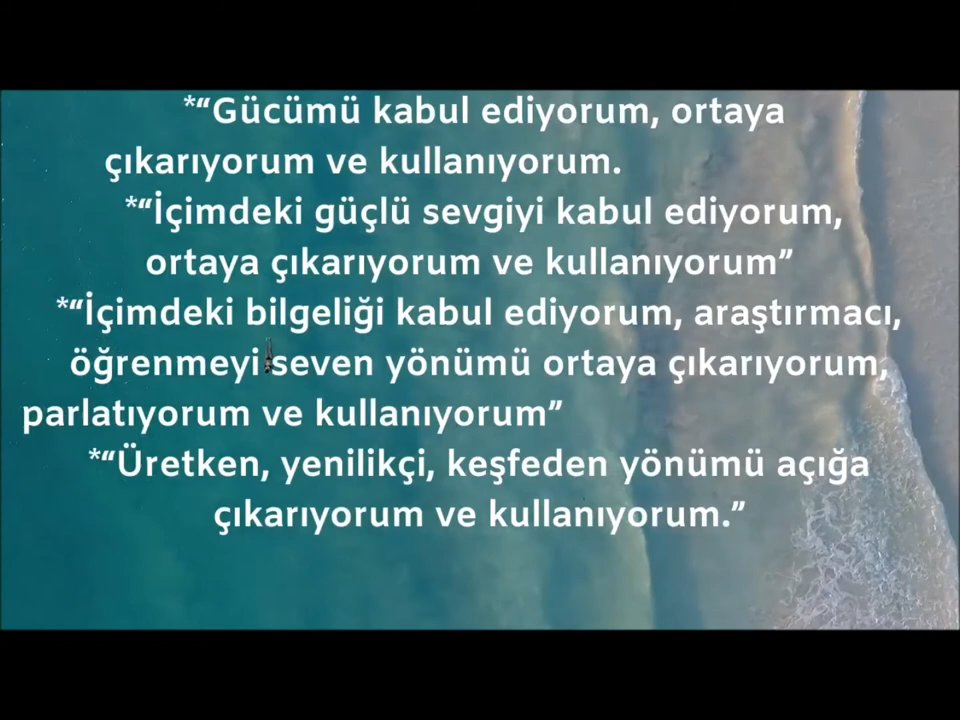 *“Gücümü kabul ediyorum, ortaya
çıkarıyorum ve kullanıyorum.
*“İçimdeki güçlü sevgiyi kabul ediyorum,
ortaya çıkarıyorum ve kullanıyorum”
*“İçimdeki bilgeliği kabul ediyorum, araştırmacı,
öğrenmeyi seven yönümü ortaya çıkarıyorum,
parlatıyorum ve kullanıyorum”
*“Üretken, yenilikçi, keşfeden yönümü açığa
çıkarıyorum ve kullanıyorum.”